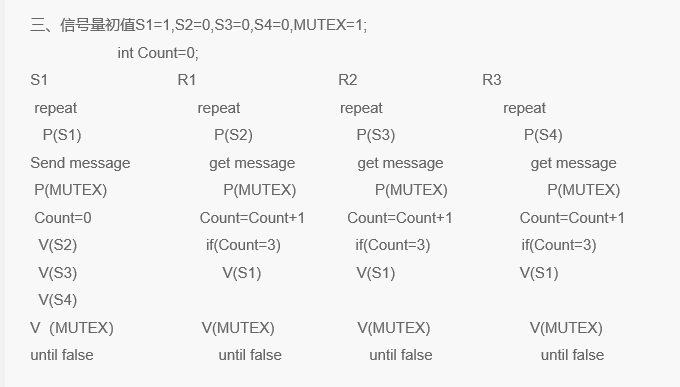 三、信号量初值S1=1,S2=0,S3=0,S4=0,MUTEX=1;
int Count=0;
S1 R1 R2 R3
repeat repeat repeat repeat
P(S1) P(S2) P(S3) P(S4)
Send message get message get message get message
P(MUTEX) P(MUTEX) P(MUTEX) P(MUTEX)
Count=0 Count=Count+1 Count=Count+1 Count=Count+1
V(S2) if(Count=3) if(Count=3) if(Count=3)
V(S3) V(S1) V(S1) V(S1)
V(S4)
V（MUTEX） V(MUTEX) V(MUTEX) V(MUTEX)
until false until false until false until false